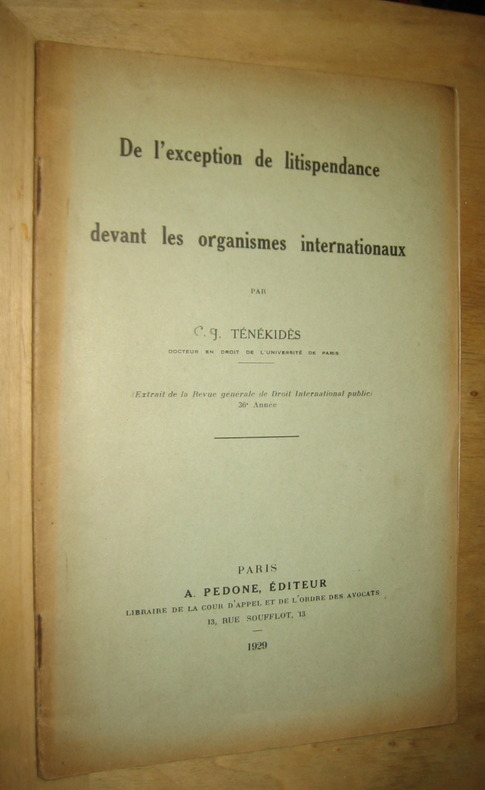 De l'exception de litispendance
devant les organismes internationaux
PAR
C. G. TÉNÉKIDÈS
DOCTEUR EN DROIT DE L'UNIVERSITÉ DE PARIS
(Extrait de la Revue generale de Droit International public)
36e Année
PARIS
A. PEDONE, ÉDITEUR
LIBRAIRE DE LA COUR D'APPEL ET DE L'ORDRE DES AVOCATS
13, RUE SOUFFLOT, 13
1929